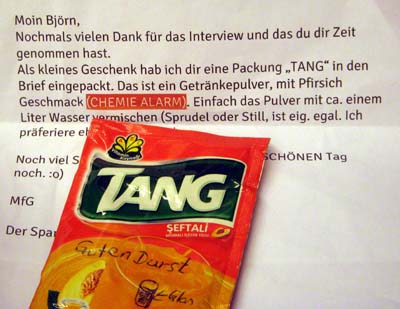 Moin Björn,
Nochmals vielen Dank für das Interview und das du dir Zeit
genommen hast.
Als kleines Geschenk hab ich dir eine Packung „TANG“ in den
Brief eingepackt. Das ist ein Getränkepulver, mit Pfirsich
Geschmack (CHEMIE ALARM). Einfach das Pulver mit ca. einem
Liter Wasser vermischen (Sprudel oder Still, ist eig. egal. Ich
präferiere
Noch viel SCHÖNEN Tag
noch. :o)
MfG
Der Spar
TANG
ŞEFTALİ
Guten Durst